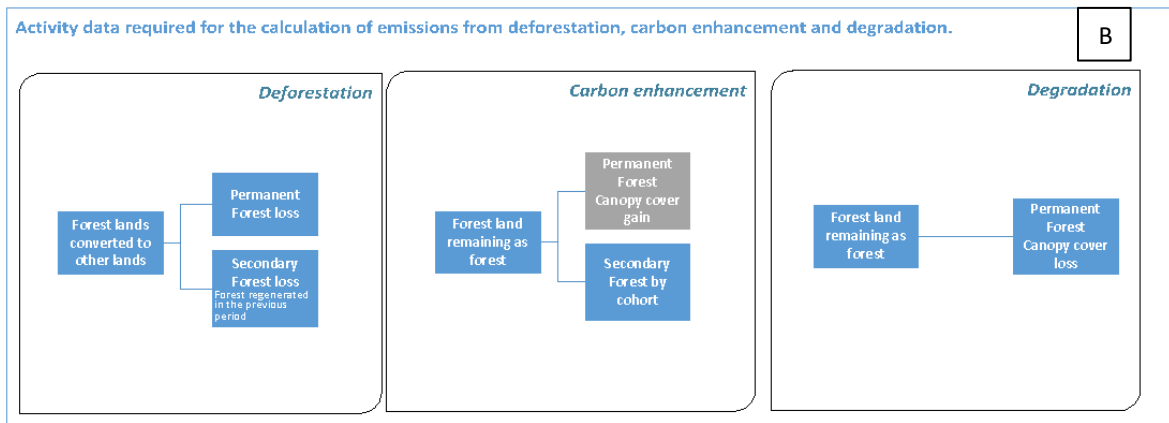 Activity data required for the calculation of emissions from deforestation, carbon enhancement and degradation.
B
Deforestation
Forest lands
converted to
other lands
Permanent
Forest loss
Secondary
Forest loss
Forest regenerated
in the previous
period
Carbon enhancement
Forest land
remaining as
forest
Permanent
Forest
Canopy cover
gain
Secondary
Forest by
cohort
Degradation
Forest land
remaining as
forest
Permanent
Forest
Canopy cover
loss